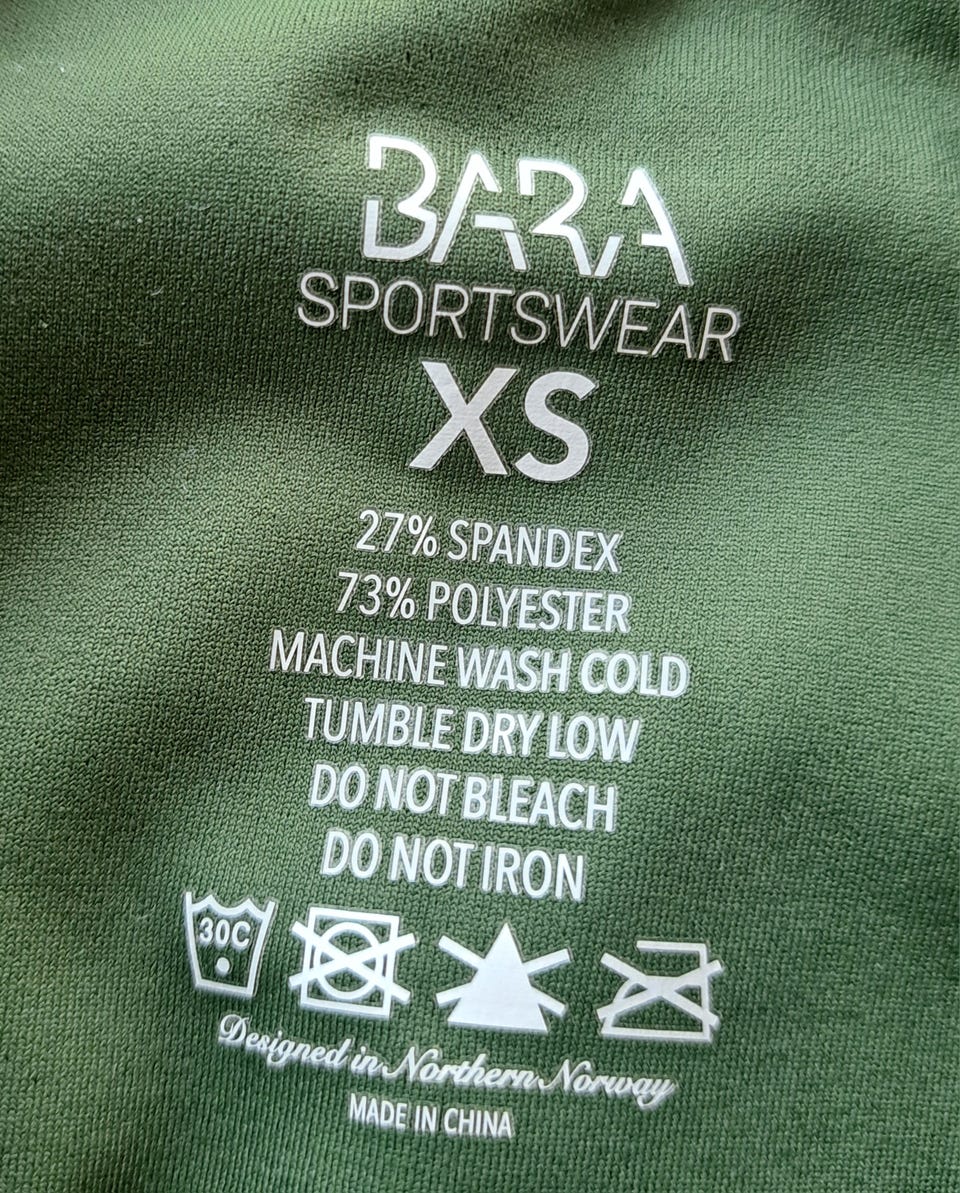 BARA
SPORTSWEAR
XS
27% SPANDEX
73% POLYESTER
MACHINE WASH COLD
TUMBLE DRY LOW
DO NOT BLEACH
DO NOT IRON
30C
Designed in Northern Norway
MADE IN CHINA